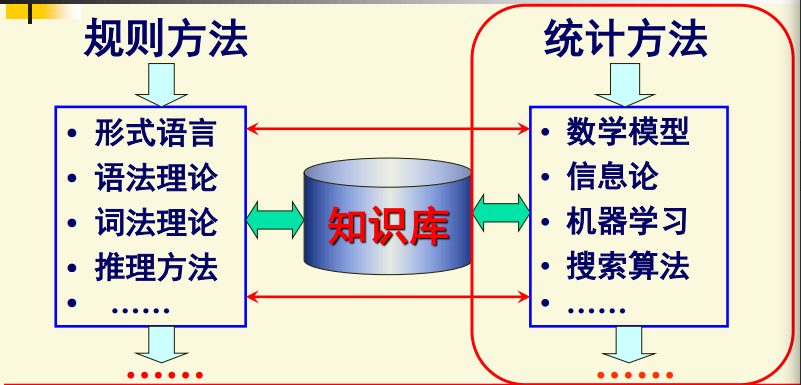 规则方法
统计方法
• 形式语言
• 语法理论
• 词法理论
• 推理方法
• ……
知识库
• 数学模型
• 信息论
• 机器学习
• 搜索算法
• ……
……
……